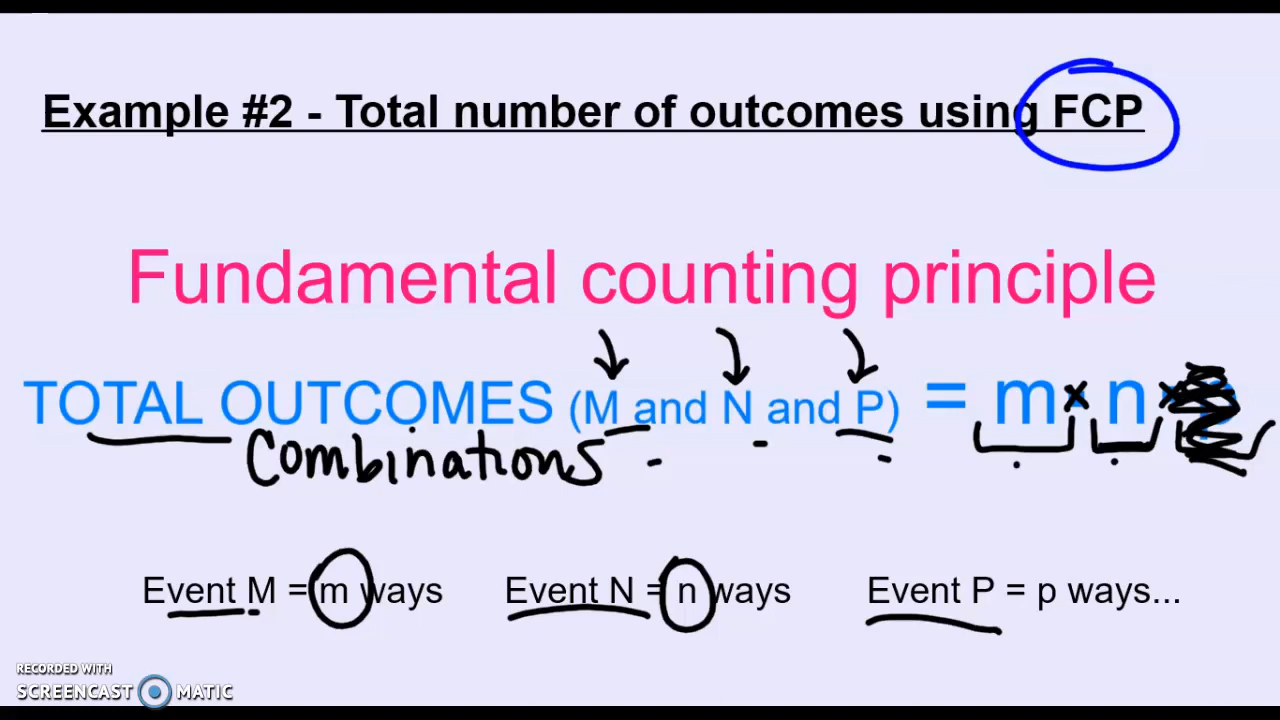 Example #2 - Total number of outcomes using FCP
Fundamental counting principle
TOTAL OUTCOMES (M and N and P) = m × n ×
Combinations
Event M = m ways Event N = n ways Event P = p ways...
RECORDED WITH
SCREENCAST MATIC